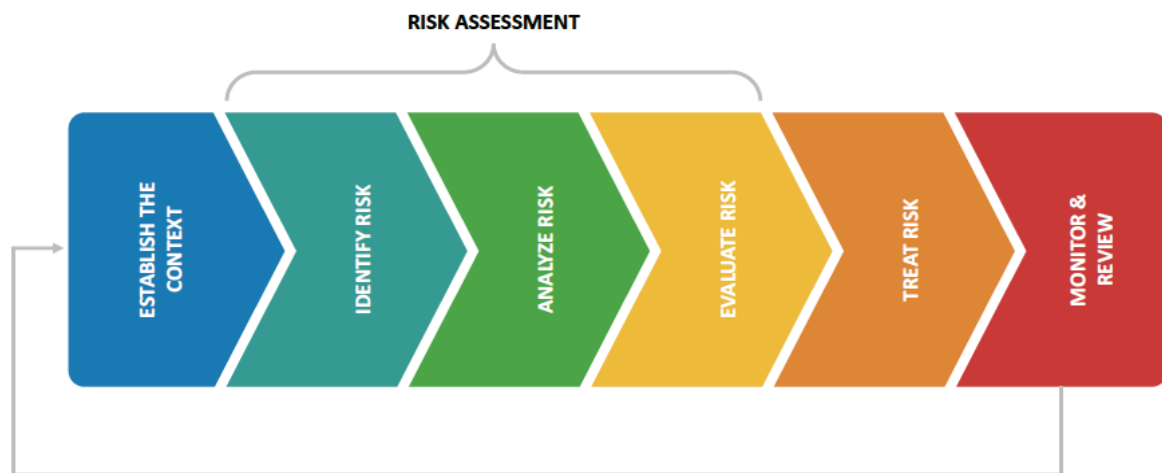 RISK ASSESSMENT
ESTABLISH THE
CONTEXT
IDENTIFY RISK
ANALYZE RISK
EVALUATE RISK
TREAT RISK
MONITOR &
REVIEW